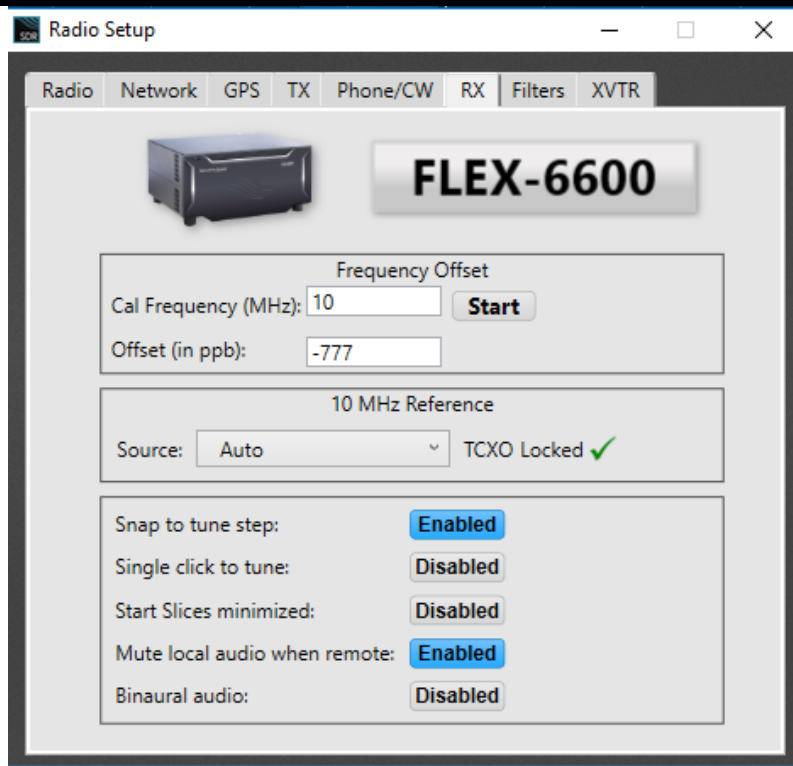 SDR Radio Setup
Radio Network GPS TX Phone/CW RX Filters XVTR
FLEX-6600
Frequency Offset
Cal Frequency (MHz): 10 Start
Offset (in ppb): -777
10 MHz Reference
Source: Auto TCXO Locked
Snap to tune step: Enabled
Single click to tune: Disabled
Start Slices minimized: Disabled
Mute local audio when remote: Enabled
Binaural audio: Disabled